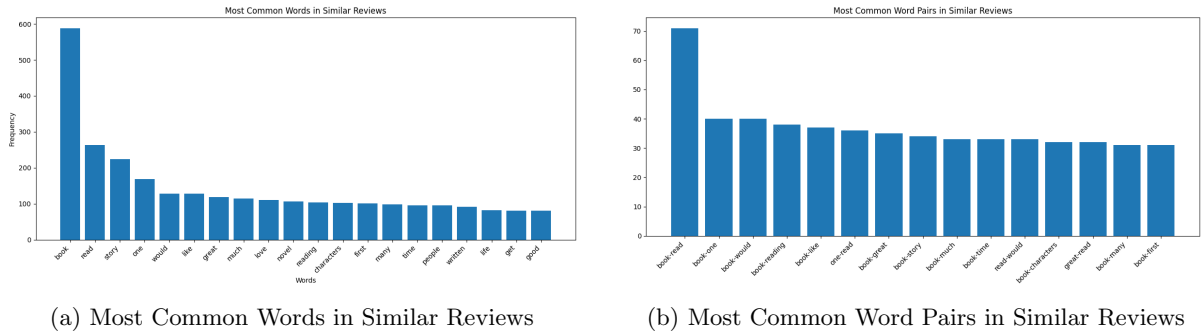 Most Common Words in Similar Reviews
600
500
400
300
200
100
0
Frequency
book
read
story
one
would
like
great
much
love
novel
reading
characters
first
many
time
people
written
life
get
good
Words
(a) Most Common Words in Similar Reviews
Most Common Word Pairs in Similar Reviews
70
60
50
40
30
20
10
0
book-read
book-one
book-would
book-reading
book-like
one-read
book-great
book-story
book-much
book-time
read-would
book-characters
great-read
book-many
book-first
(b) Most Common Word Pairs in Similar Reviews